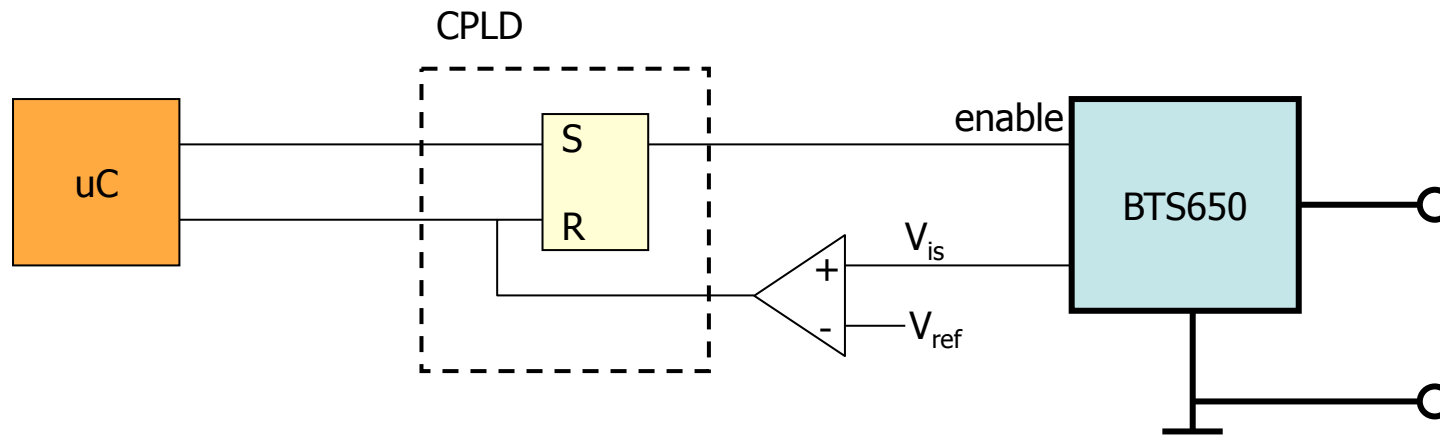 CPLD
uC
S
R
enable
BTS650
Vis
+
-
Vref